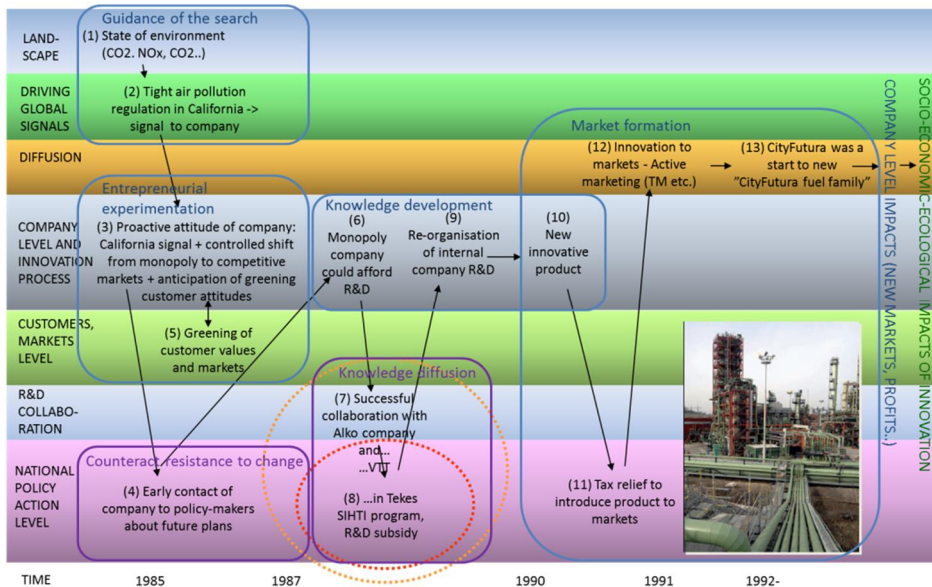 Guidance of the search
LAND-
SCAPE
(1) State of environment
(CO2. NOx, CO2..)
DRIVING
GLOBAL
SIGNALS
(2) Tight air pollution
regulation in California ->
signal to company
Market formation
DIFFUSION
(12) Innovation to
markets - Active
marketing (TM etc.)
(13) CityFutura was a
start to new
"CityFutura fuel family"
Entrepreneurial
experimentation
Knowledge development
COMPANY
LEVEL AND
INNOVATION
PROCESS
(3) Proactive attitude of company:
California signal + controlled shift
from monopoly to competitive
markets + anticipation of greening
customer attitudes
(6)
Monopoly
company
could afford
R&D
(9)
Re-organisation
of internal
company R&D
(10)
New
innovative
product
CUSTOMERS,
MARKETS
LEVEL
(5) Greening of
customer values
and markets
Knowledge diffusion
R&D
COLLABO-
RATION
(7) Successful
collaboration with
Alko company
and...
...VTT
Counteract resistance to change
NATIONAL
POLICY
ACTION
LEVEL
(4) Early contact of
company to policy-makers
about future plans
(8) ...in Tekes
SIHTI program,
R&D subsidy
(11) Tax relief to
introduce product to
markets
COMPANY LEVEL IMPACTS (NEW MARKETS, PROFITS..)
SOCIO-ECONOMIC-ECOLOGICAL IMPACTS OF INNOVATION
TIME
1985
1987
1990
1991
1992-